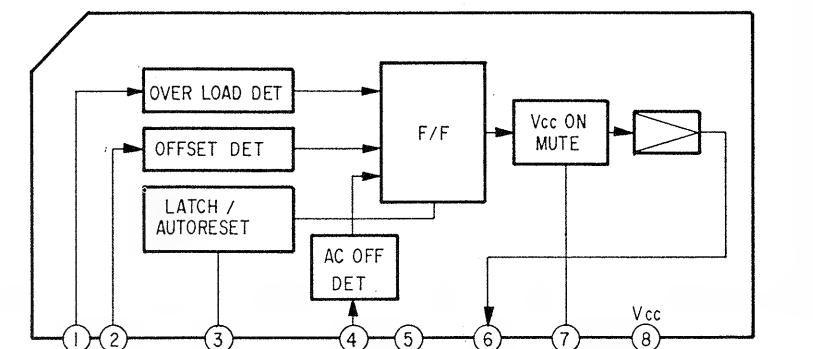 OVER LOAD DET
OFFSET DET
LATCH /
AUTORESET
AC OFF
DET
F/F
Vcc ON
MUTE
Vcc
1 2 3 4 5 6 7 8